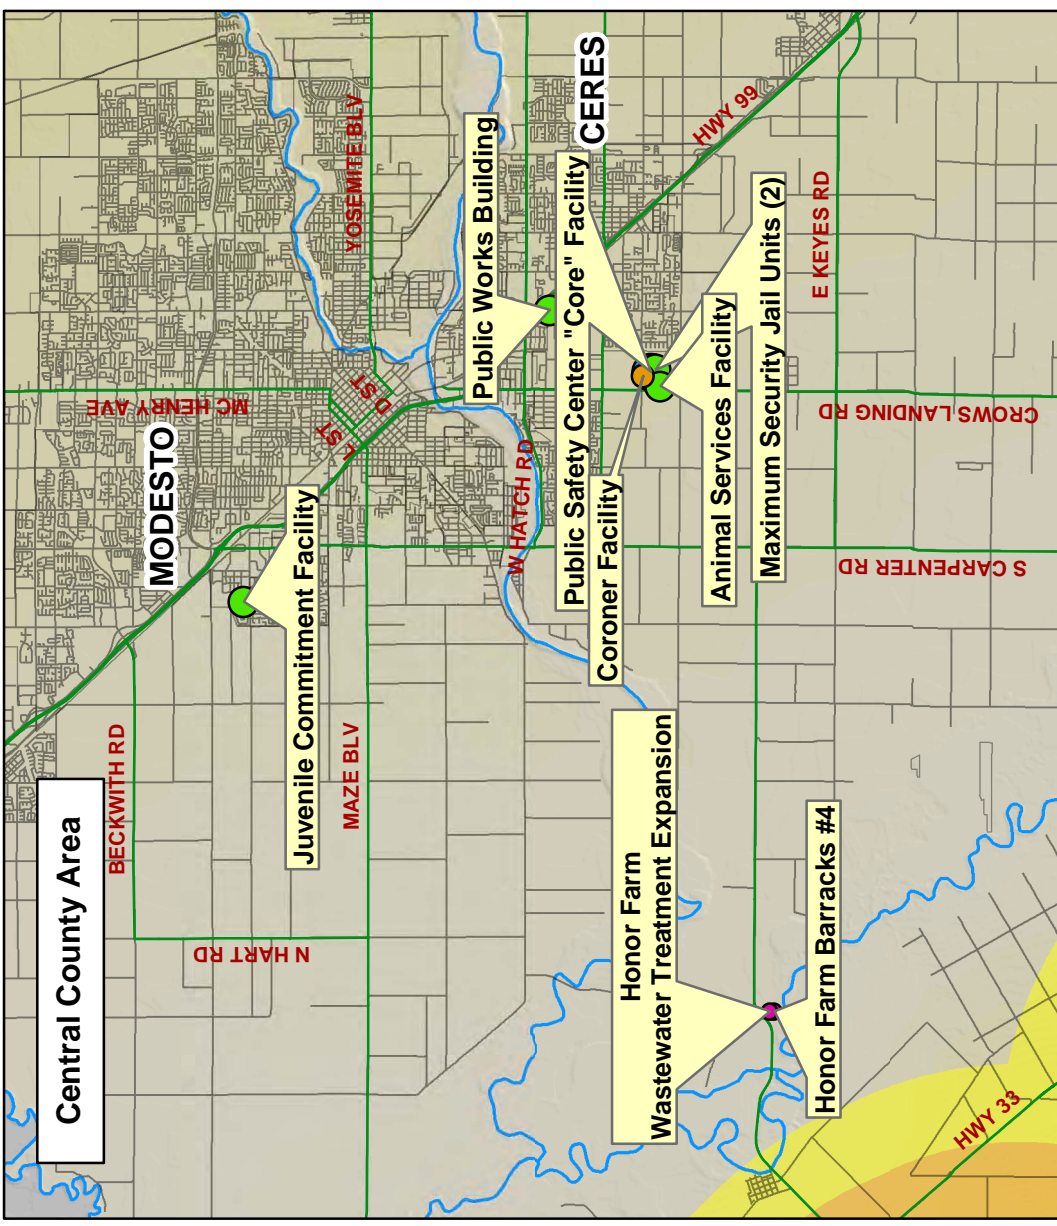 Central County Area
MODESTO
CERES
BECKWITH RD
N HART RD
MAZE BLV
MC HENRY AVE
L ST
D ST
YOSEMITE BLV
W HATCH RD
HWY 99
E KEYES RD
CROWS LANDING RD
S CARPENTER RD
HWY 33
Juvenile Commitment Facility
Public Works Building
Public Safety Center "Core" Facility
Coroner Facility
Animal Services Facility
Maximum Security Jail Units (2)
Honor Farm
Wastewater Treatment Expansion
Honor Farm Barracks #4